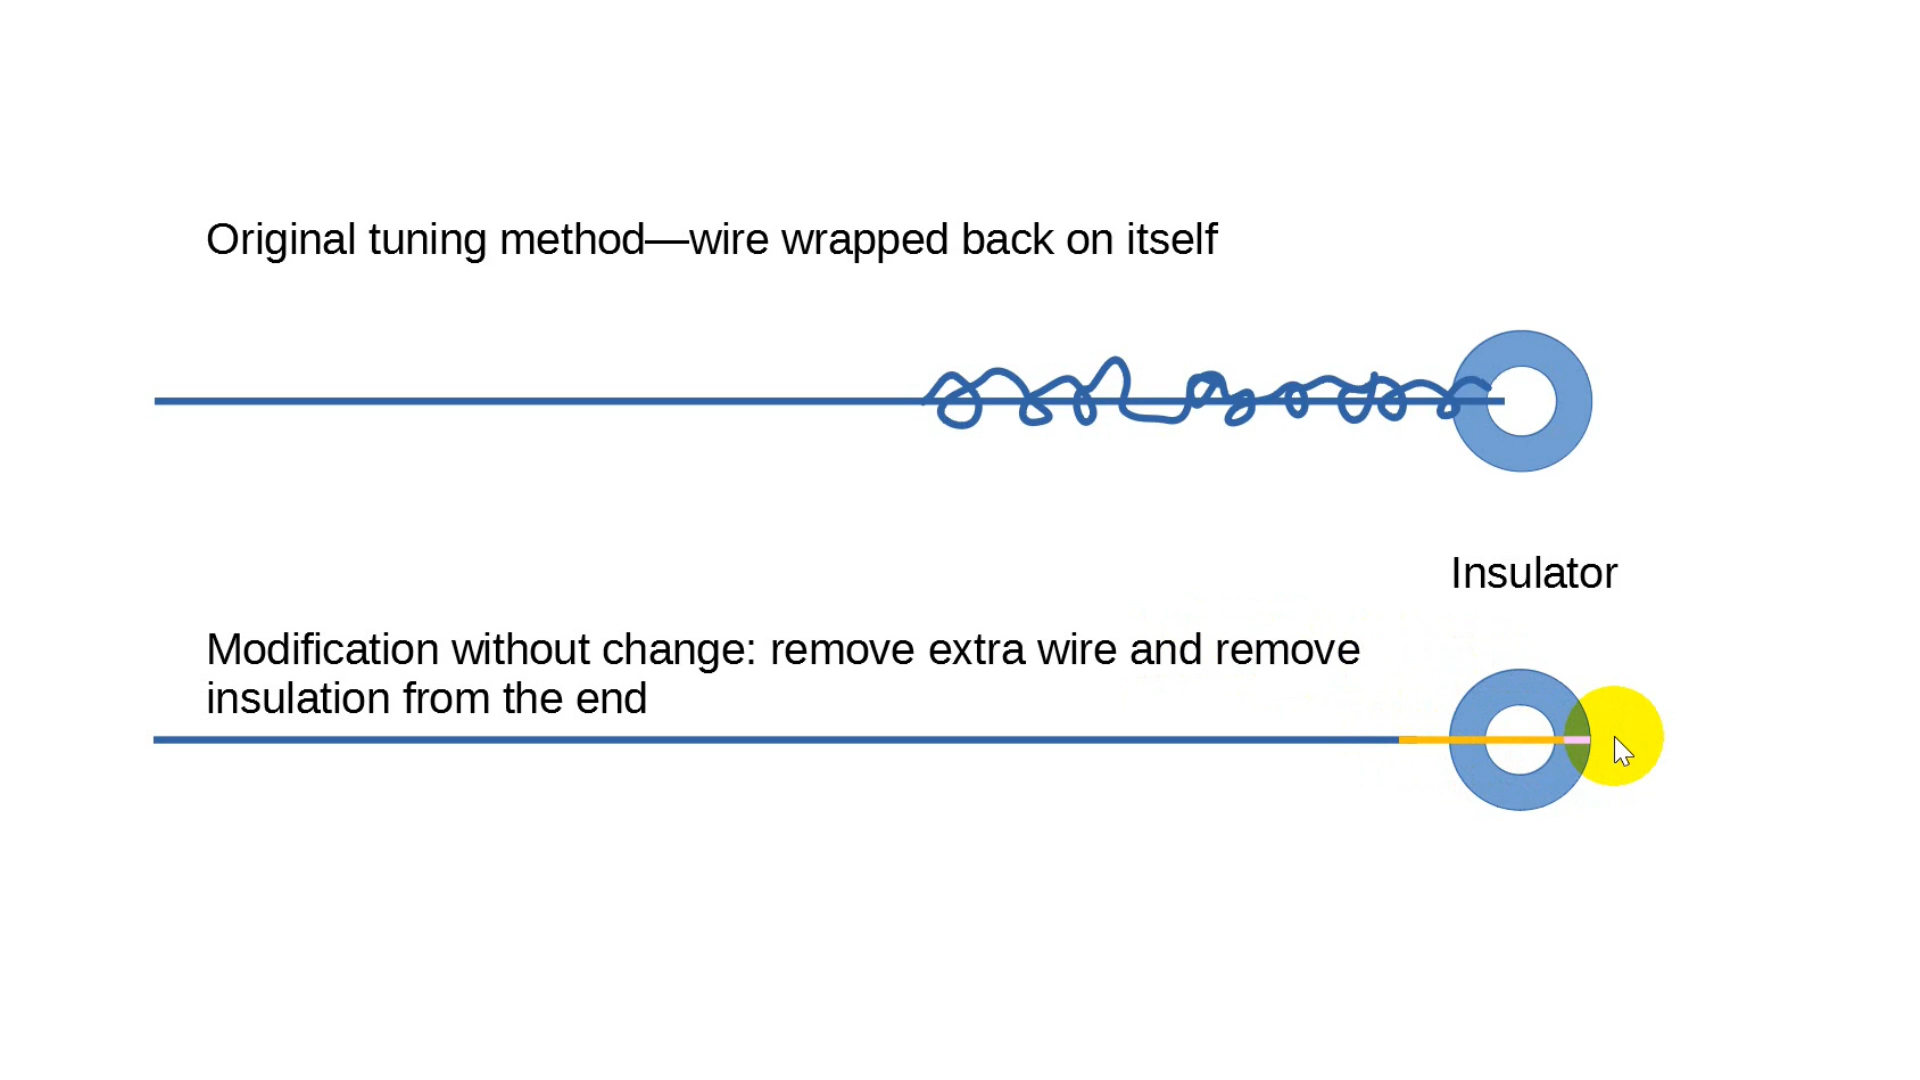 Original tuning method—wire wrapped back on itself
Insulator
Modification without change: remove extra wire and remove
insulation from the end